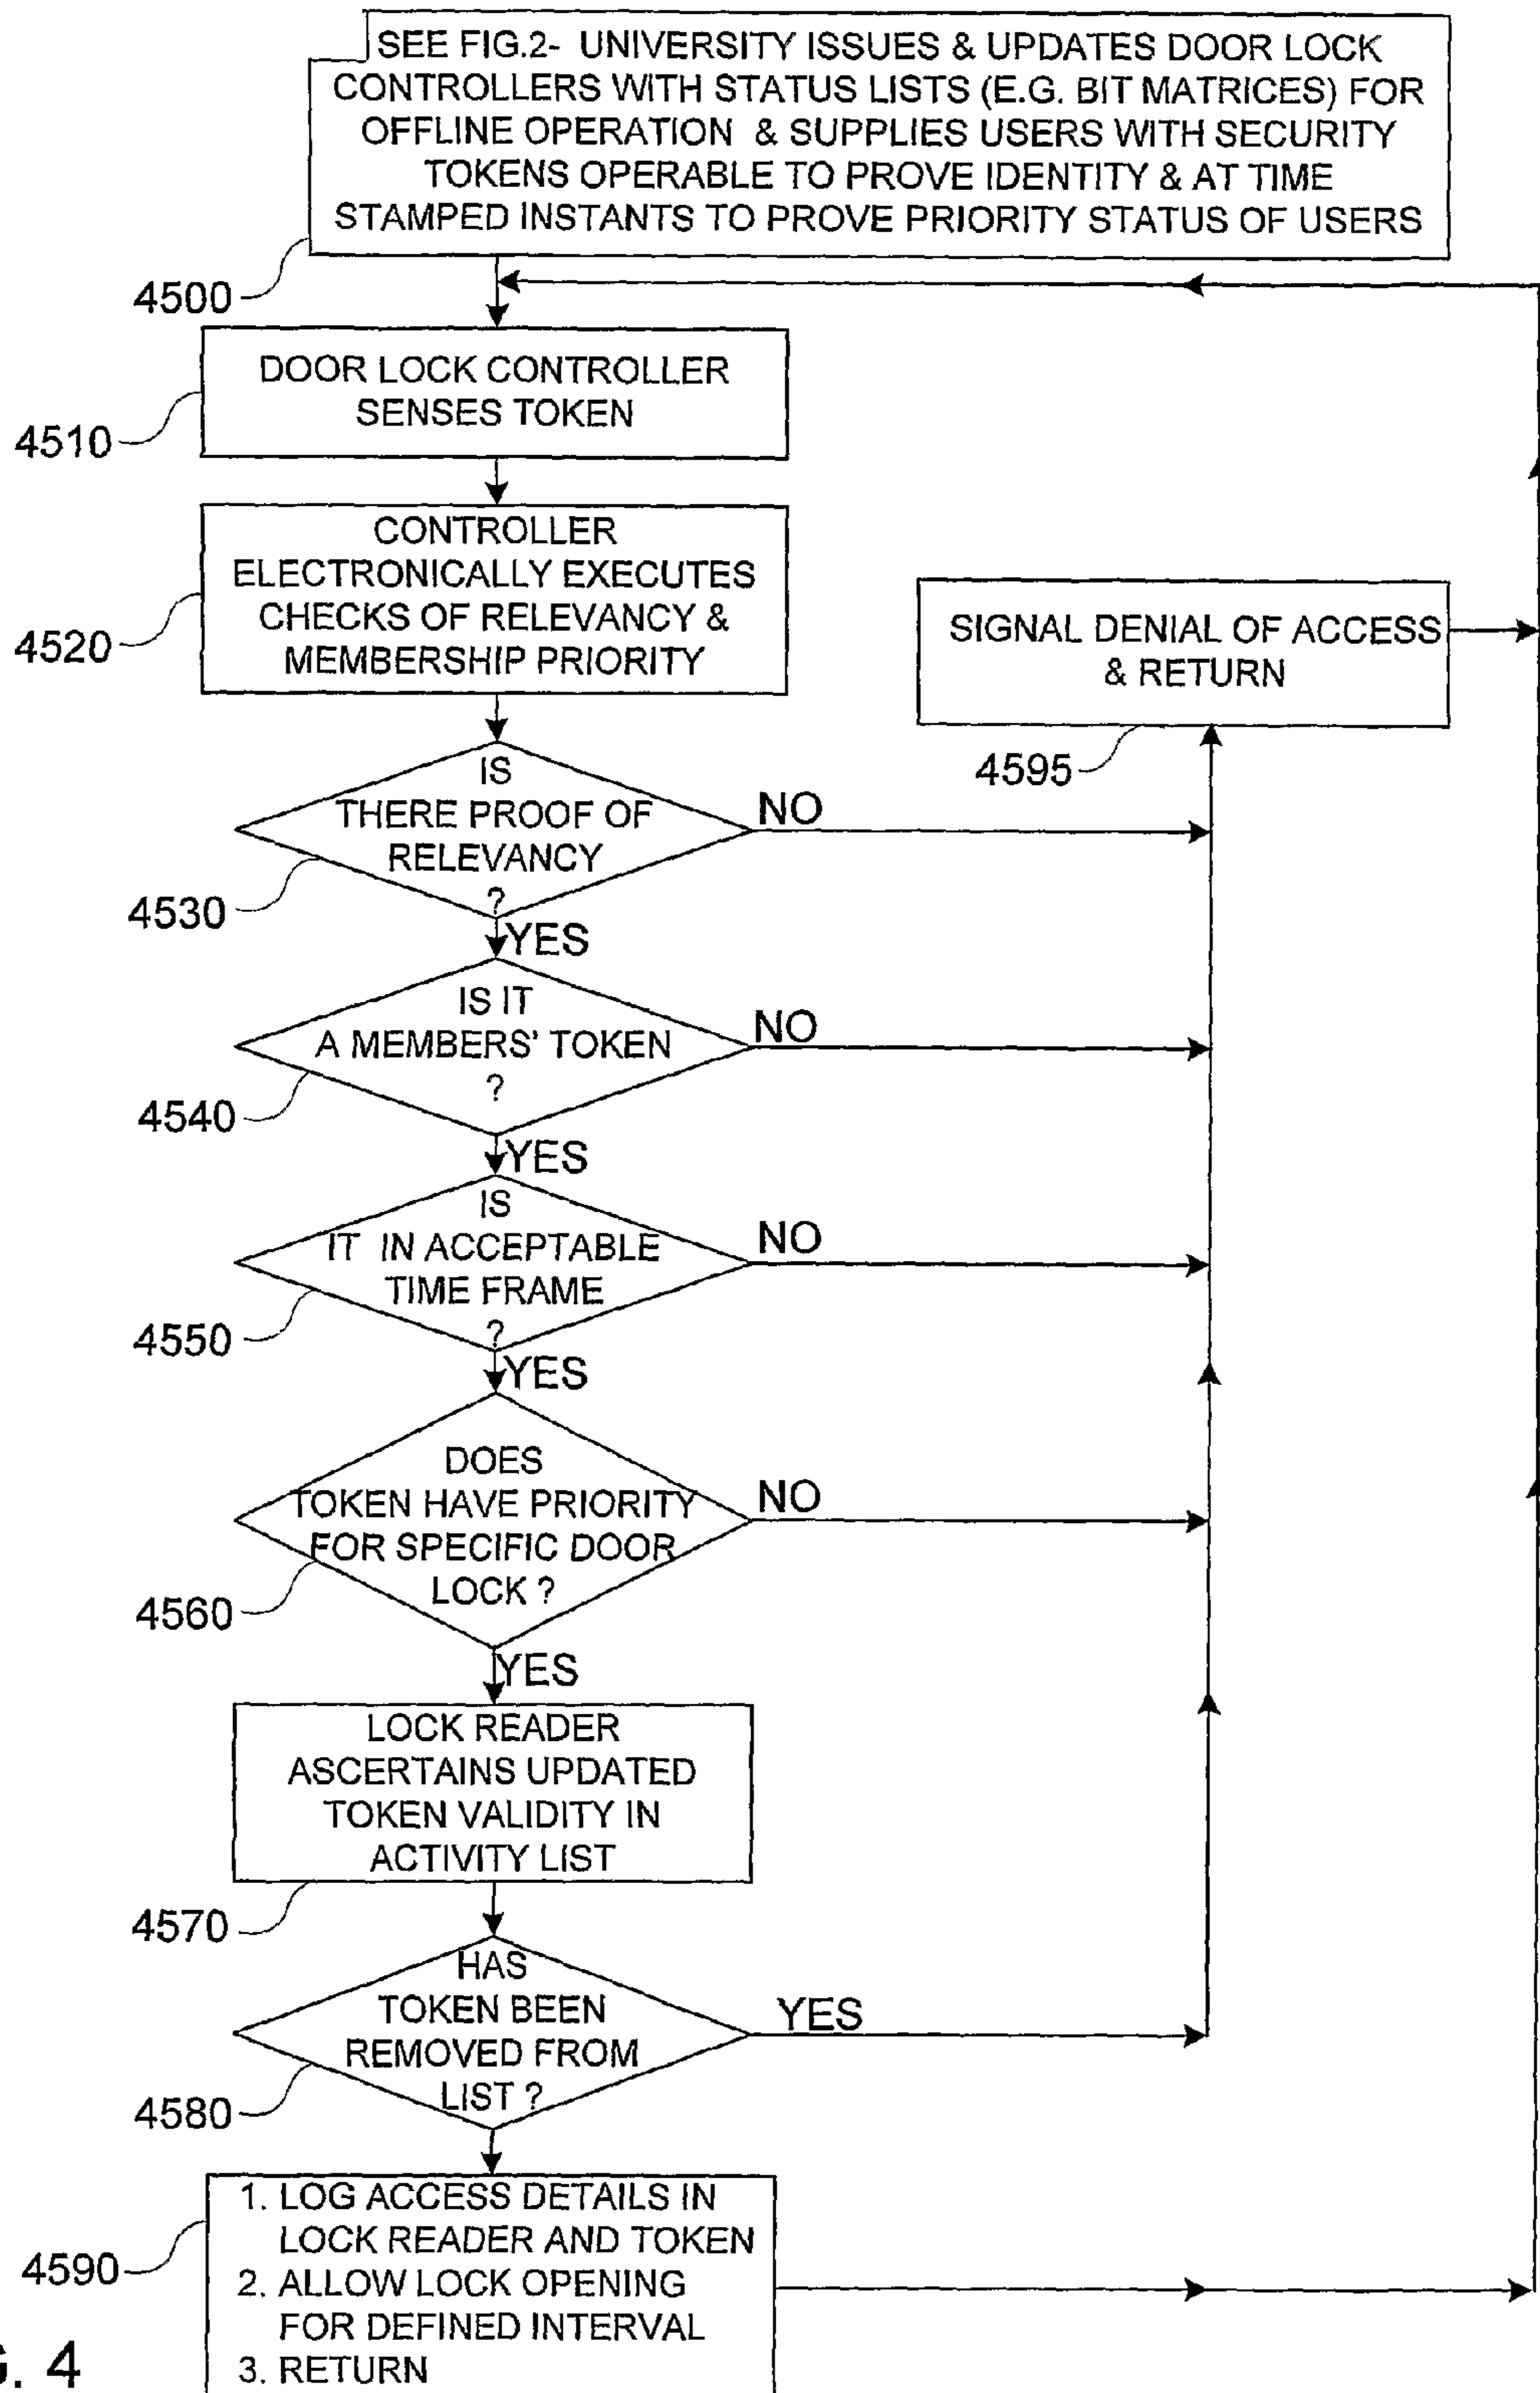 SEE FIG.2- UNIVERSITY ISSUES & UPDATES DOOR LOCK
CONTROLLERS WITH STATUS LISTS (E.G. BIT MATRICES) FOR
OFFLINE OPERATION & SUPPLIES USERS WITH SECURITY
TOKENS OPERABLE TO PROVE IDENTITY & AT TIME
STAMPED INSTANTS TO PROVE PRIORITY STATUS OF USERS
4500
DOOR LOCK CONTROLLER
SENSES TOKEN
4510
CONTROLLER
ELECTRONICALLY EXECUTES
CHECKS OF RELEVANCY &
MEMBERSHIP PRIORITY
4520
SIGNAL DENIAL OF ACCESS
& RETURN
4595
IS
THERE PROOF OF
RELEVANCY
?
NO
4530
YES
IS IT
A MEMBERS' TOKEN
?
NO
4540
YES
IS
IT IN ACCEPTABLE
TIME FRAME
?
NO
4550
YES
DOES
TOKEN HAVE PRIORITY
FOR SPECIFIC DOOR
LOCK ?
NO
4560
YES
LOCK READER
ASCERTAINS UPDATED
TOKEN VALIDITY IN
ACTIVITY LIST
4570
HAS
TOKEN BEEN
REMOVED FROM
LIST ?
YES
4580
1. LOG ACCESS DETAILS IN
LOCK READER AND TOKEN
2. ALLOW LOCK OPENING
FOR DEFINED INTERVAL
3. RETURN
4590
G. 4